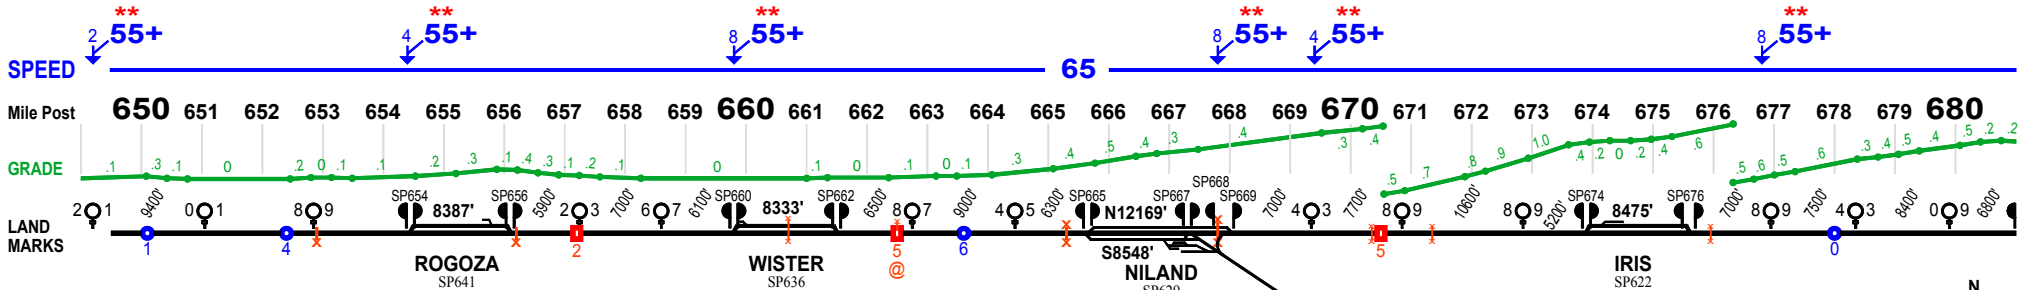 ** ** ** ** ** **
2 55+ 4 55+ 8 55+ 8 55+ 4 55+ 8 55+
SPEED 65
Mile Post 650 651 652 653 654 655 656 657 658 659 660 661 662 663 664 665 666 667 668 669 670 671 672 673 674 675 676 677 678 679 680
GRADE .1 .3 .1 0 .2 0 .1 .1 .2 .3 .1 .4 .3 .1 .2 .1 0 .1 0 .2 .1 0 .1 .3 .4 .5 .4 .3 .4 .3 .4 .5 .7 .8 .9 1.0 .4 .2 0 .2 .4 .6 .5 .6 .5 .6 .3 .4 .5 .4 .5 .2 .2
9400' SP654 SP656 5900' 7000' 6100' SP660 SP662 6500' 9000' 6300' SP665 SP667 SP668 SP669 7000' 7700' 10600' 5200' SP674 SP676 7000' 7500' 8400' 6800'
LAND 2 1 0 1 8 9 8387' 2 3 6 7 8333' 8 7 4 5 N12169' 4 3 8 9 8 9 8475' 8 9 4 3 0 9
MARKS 1 4 2 5 6 S8548' 5 0
@
ROGOZA WISTER NILAND IRIS
SP641 SP636 SP629 SP622
N